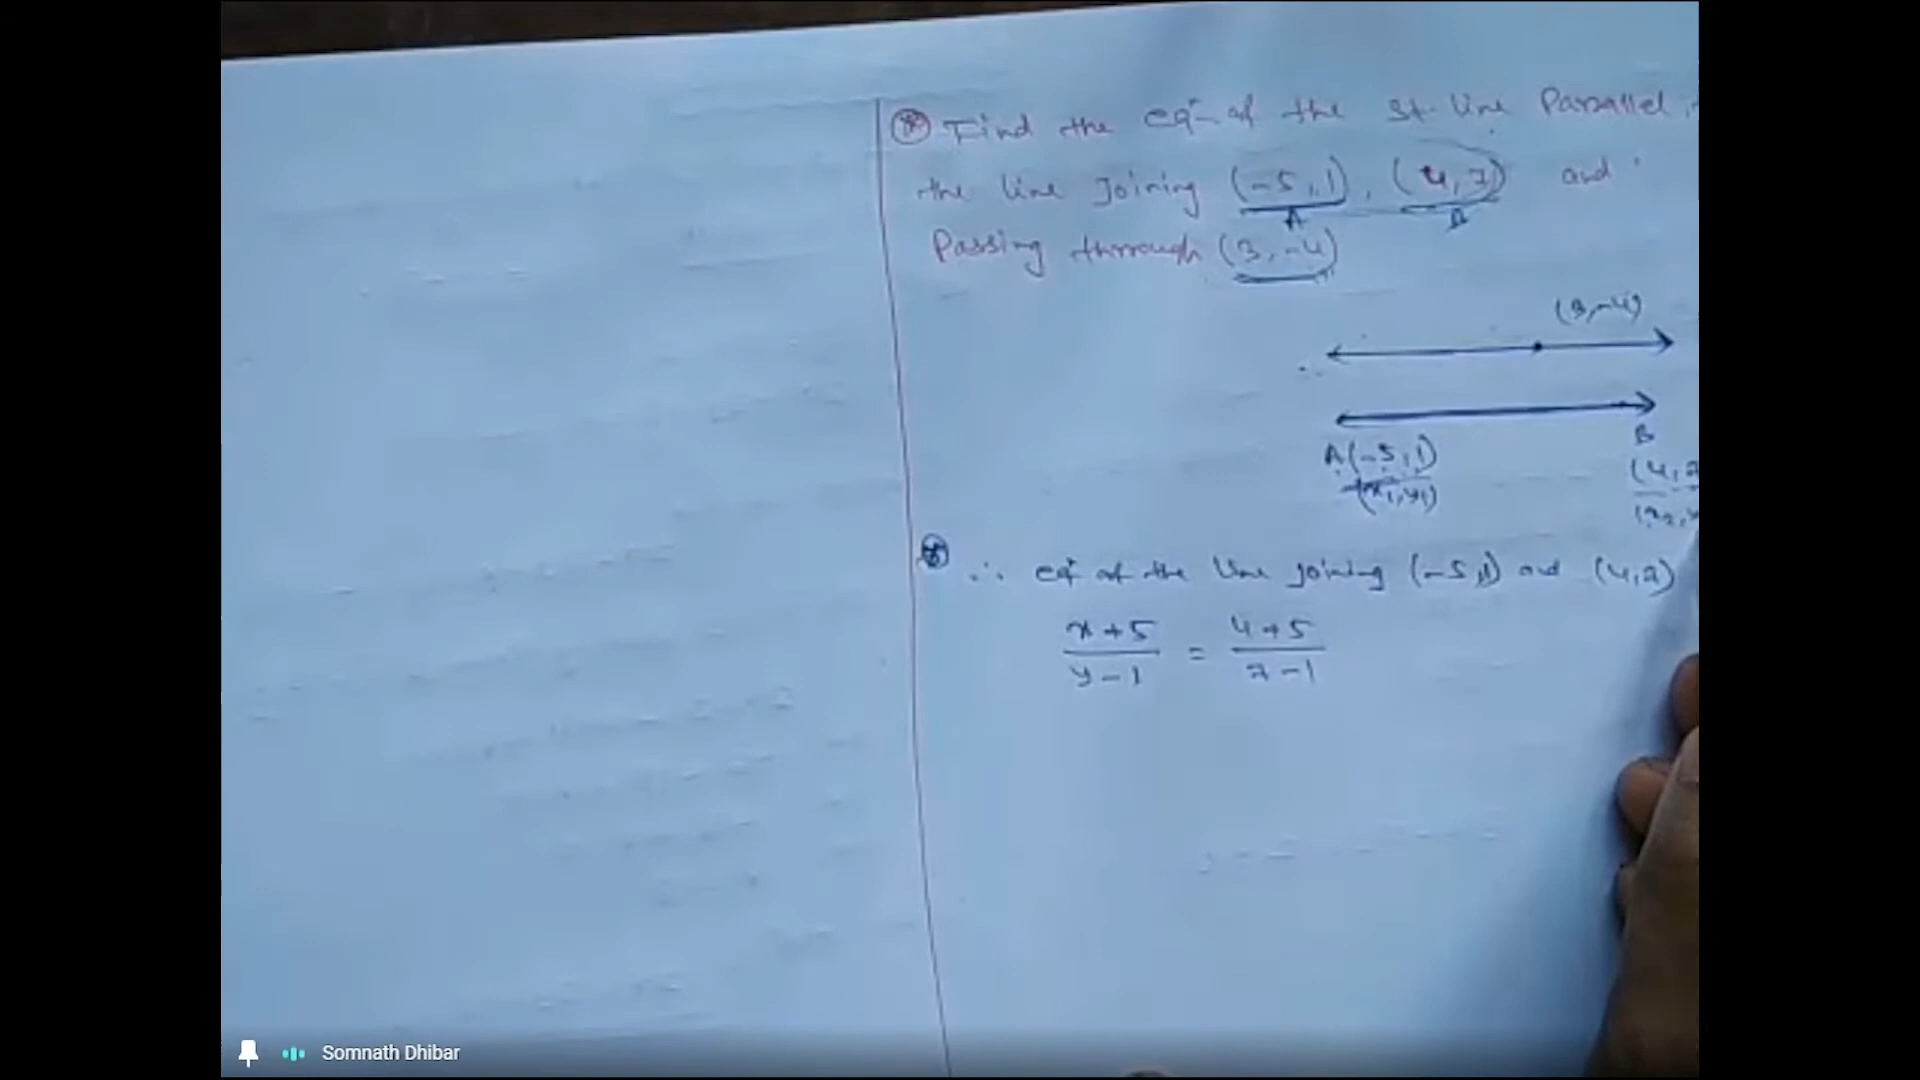 Find the eqn of the st. line Parallel
the line joining (-5, 1), (4, 7) and
A B
Passing through (3, -4)
(3, -4)
A(-5, 1)
B
(x1, y1)
∴ eqn of the line joining (-5, 1) and (4, 7)
x+5 / y-1 = 4+5 / 7-1
Somnath Dhibar